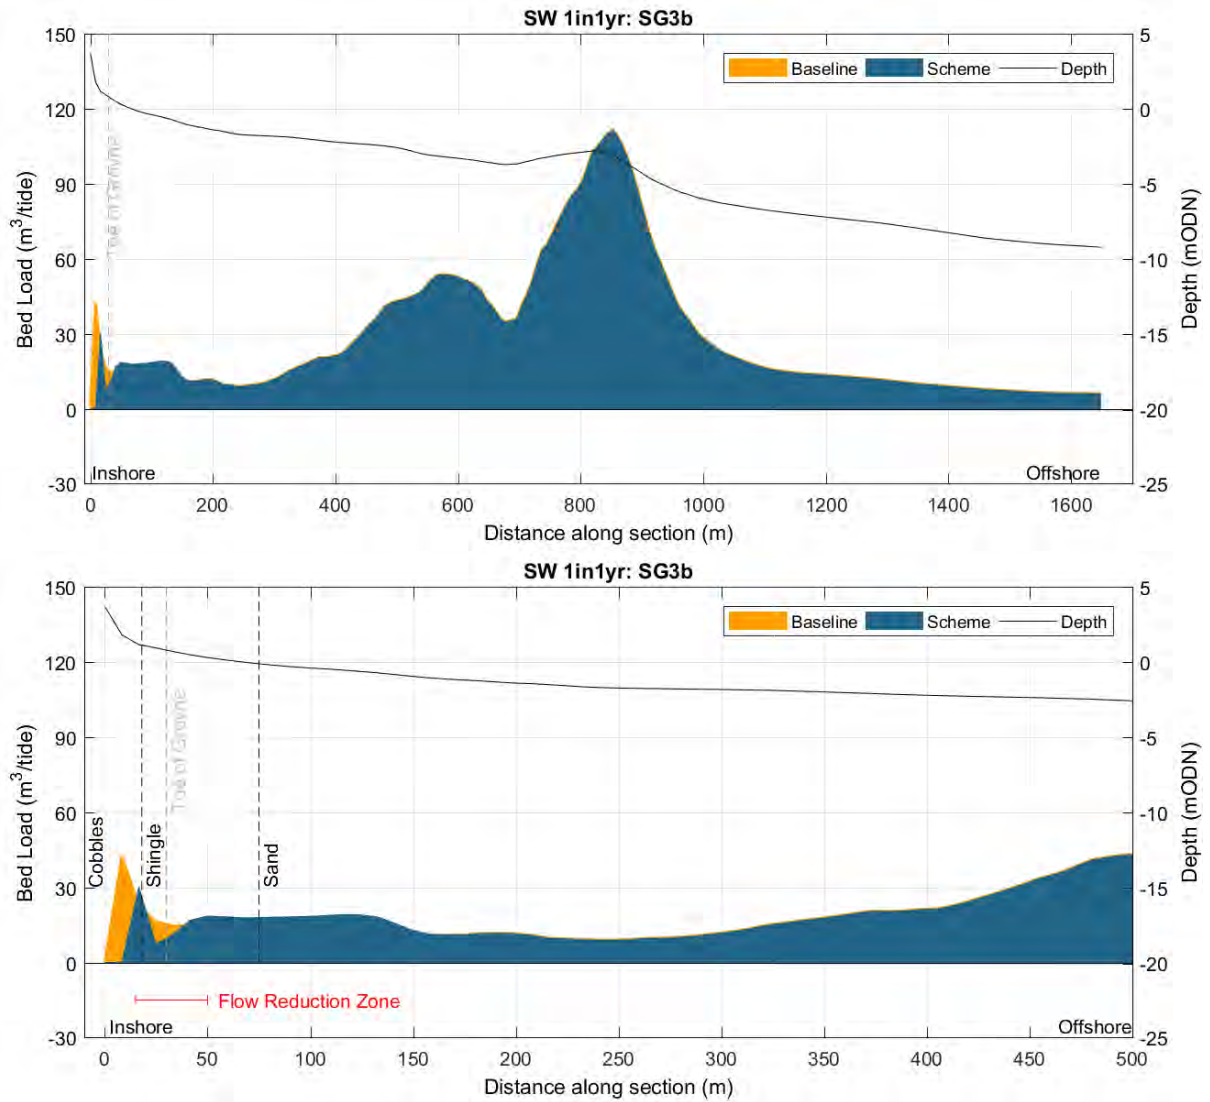 SW 1in1yr: SG3b
150
120
90
60
30
0
-30
Bed Load (m³/tide)
5
0
-5
-10
-15
-20
-25
Depth (mODN)
Baseline Scheme Depth
Toe of Groyne
Inshore
Offshore
0 200 400 600 800 1000 1200 1400 1600
Distance along section (m)
SW 1in1yr: SG3b
150
120
90
60
30
0
-30
Bed Load (m³/tide)
5
0
-5
-10
-15
-20
-25
Depth (mODN)
Baseline Scheme Depth
Cobbles
Shingle
Toe of Groyne
Sand
Flow Reduction Zone
Inshore
Offshore
0 50 100 150 200 250 300 350 400 450 500
Distance along section (m)